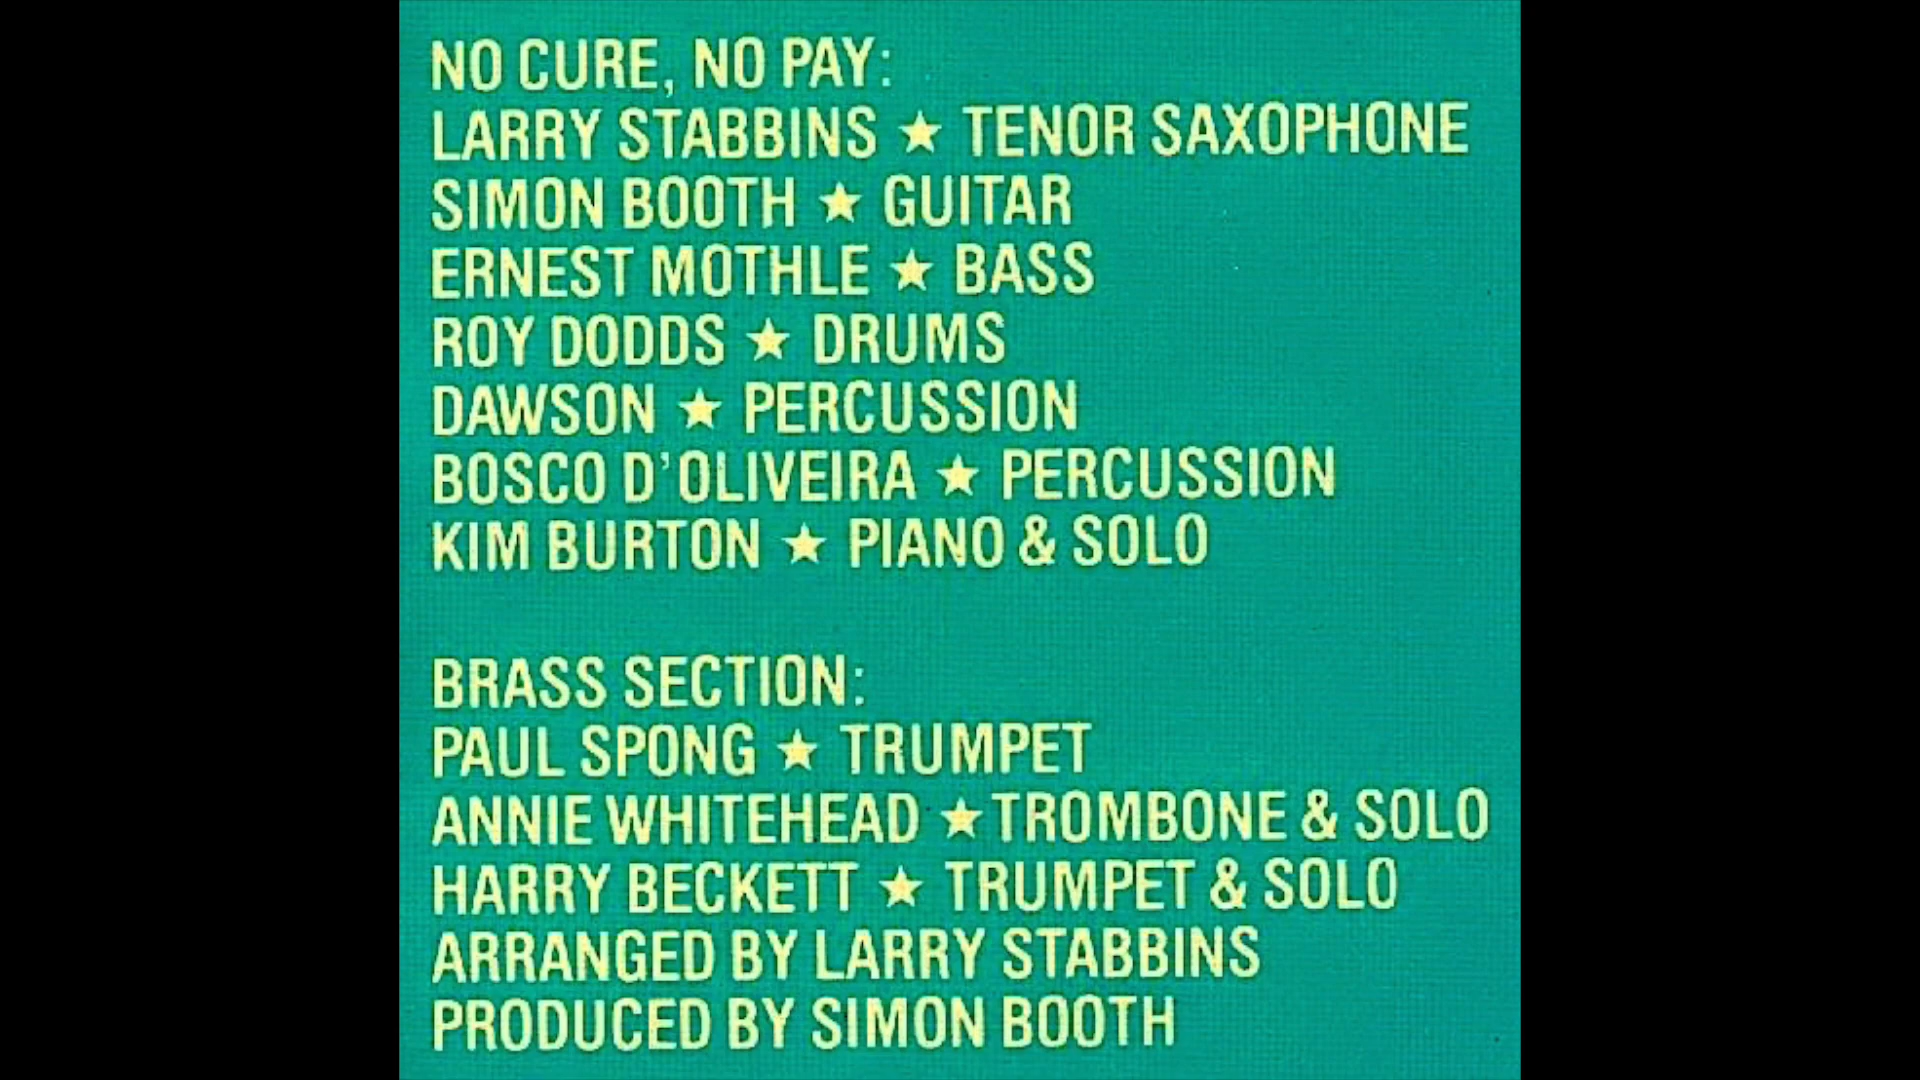 NO CURE, NO PAY:
LARRY STABBINS ★ TENOR SAXOPHONE
SIMON BOOTH ★ GUITAR
ERNEST MOTHLE ★ BASS
ROY DODDS ★ DRUMS
DAWSON ★ PERCUSSION
BOSCO D'OLIVEIRA ★ PERCUSSION
KIM BURTON ★ PIANO & SOLO
BRASS SECTION:
PAUL SPONG ★ TRUMPET
ANNIE WHITEHEAD ★ TROMBONE & SOLO
HARRY BECKETT ★ TRUMPET & SOLO
ARRANGED BY LARRY STABBINS
PRODUCED BY SIMON BOOTH